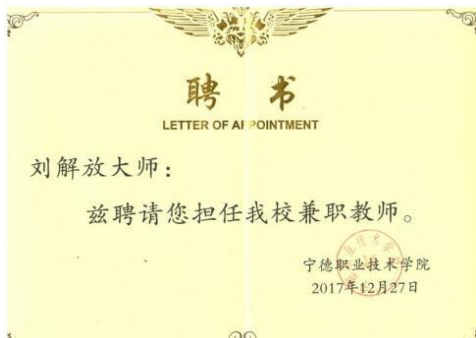 聘 书
LETTER OF APPOINTMENT
刘解放大师：
兹聘请您担任我校兼职教师。
宁德职业技术学院
2017年12月27日